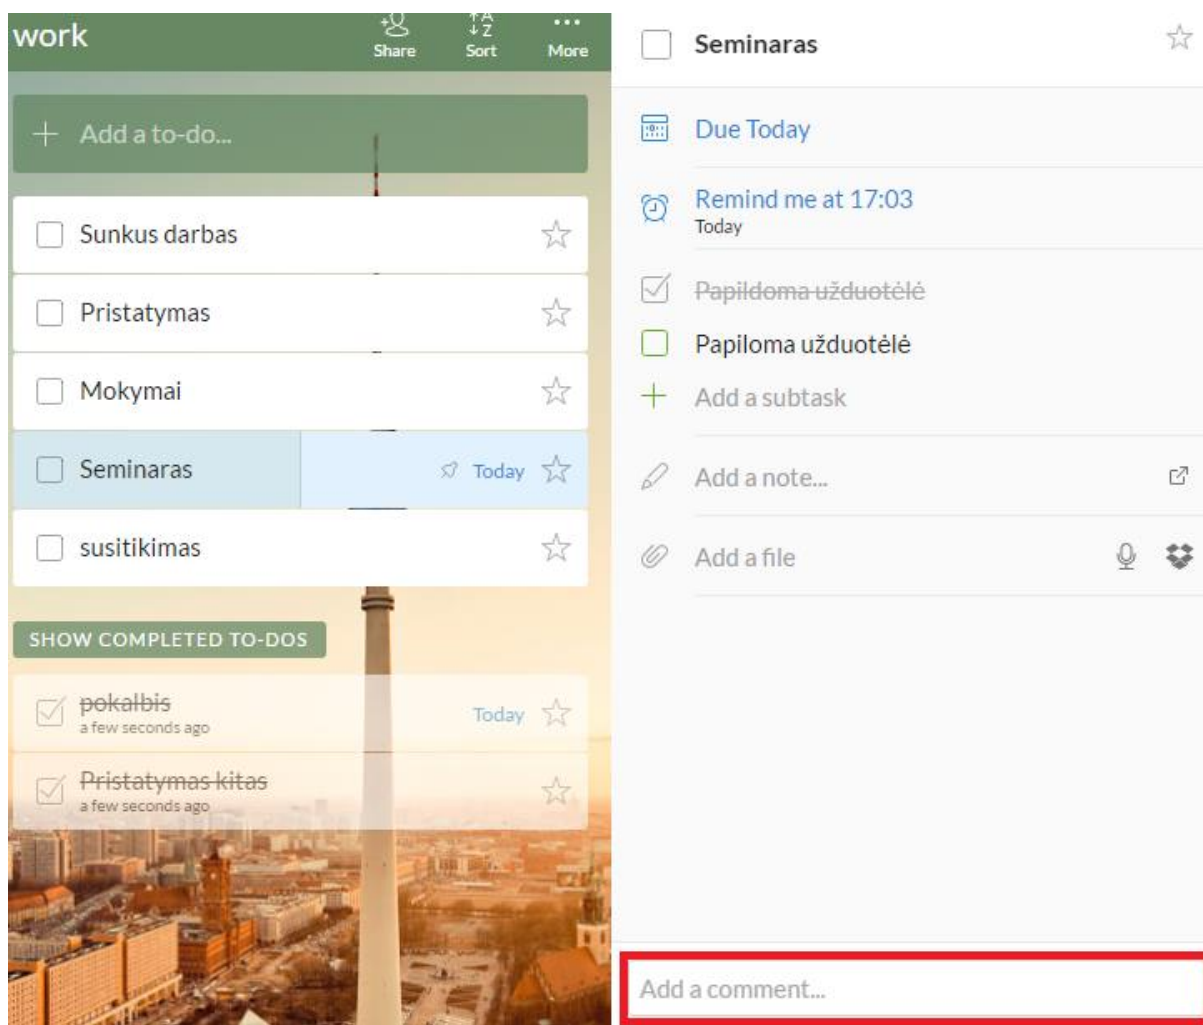 work
Share
Sort
More
Add a to-do...
Sunkus darbas
Pristatymas
Mokymai
Seminaras Today
susitikimas
SHOW COMPLETED TO-DOS
pokalbis
a few seconds ago
Today
Pristatymas kitas
a few seconds ago
Seminaras
Due Today
Remind me at 17:03
Today
Papildoma užduotėlė
Papiloma užduotėlė
Add a subtask
Add a note...
Add a file
Add a comment...